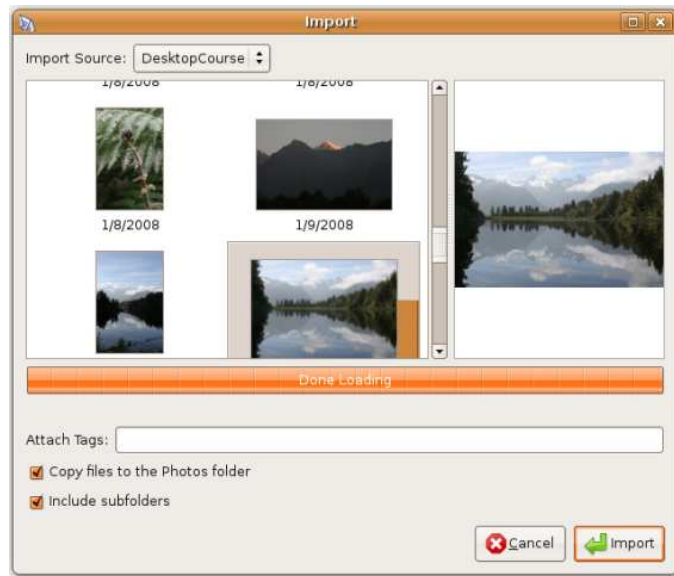 Import
Import Source: DesktopCourse
1/8/2008 1/8/2008
1/8/2008 1/9/2008
Done Loading
Attach Tags:
Copy files to the Photos folder
Include subfolders
Cancel Import